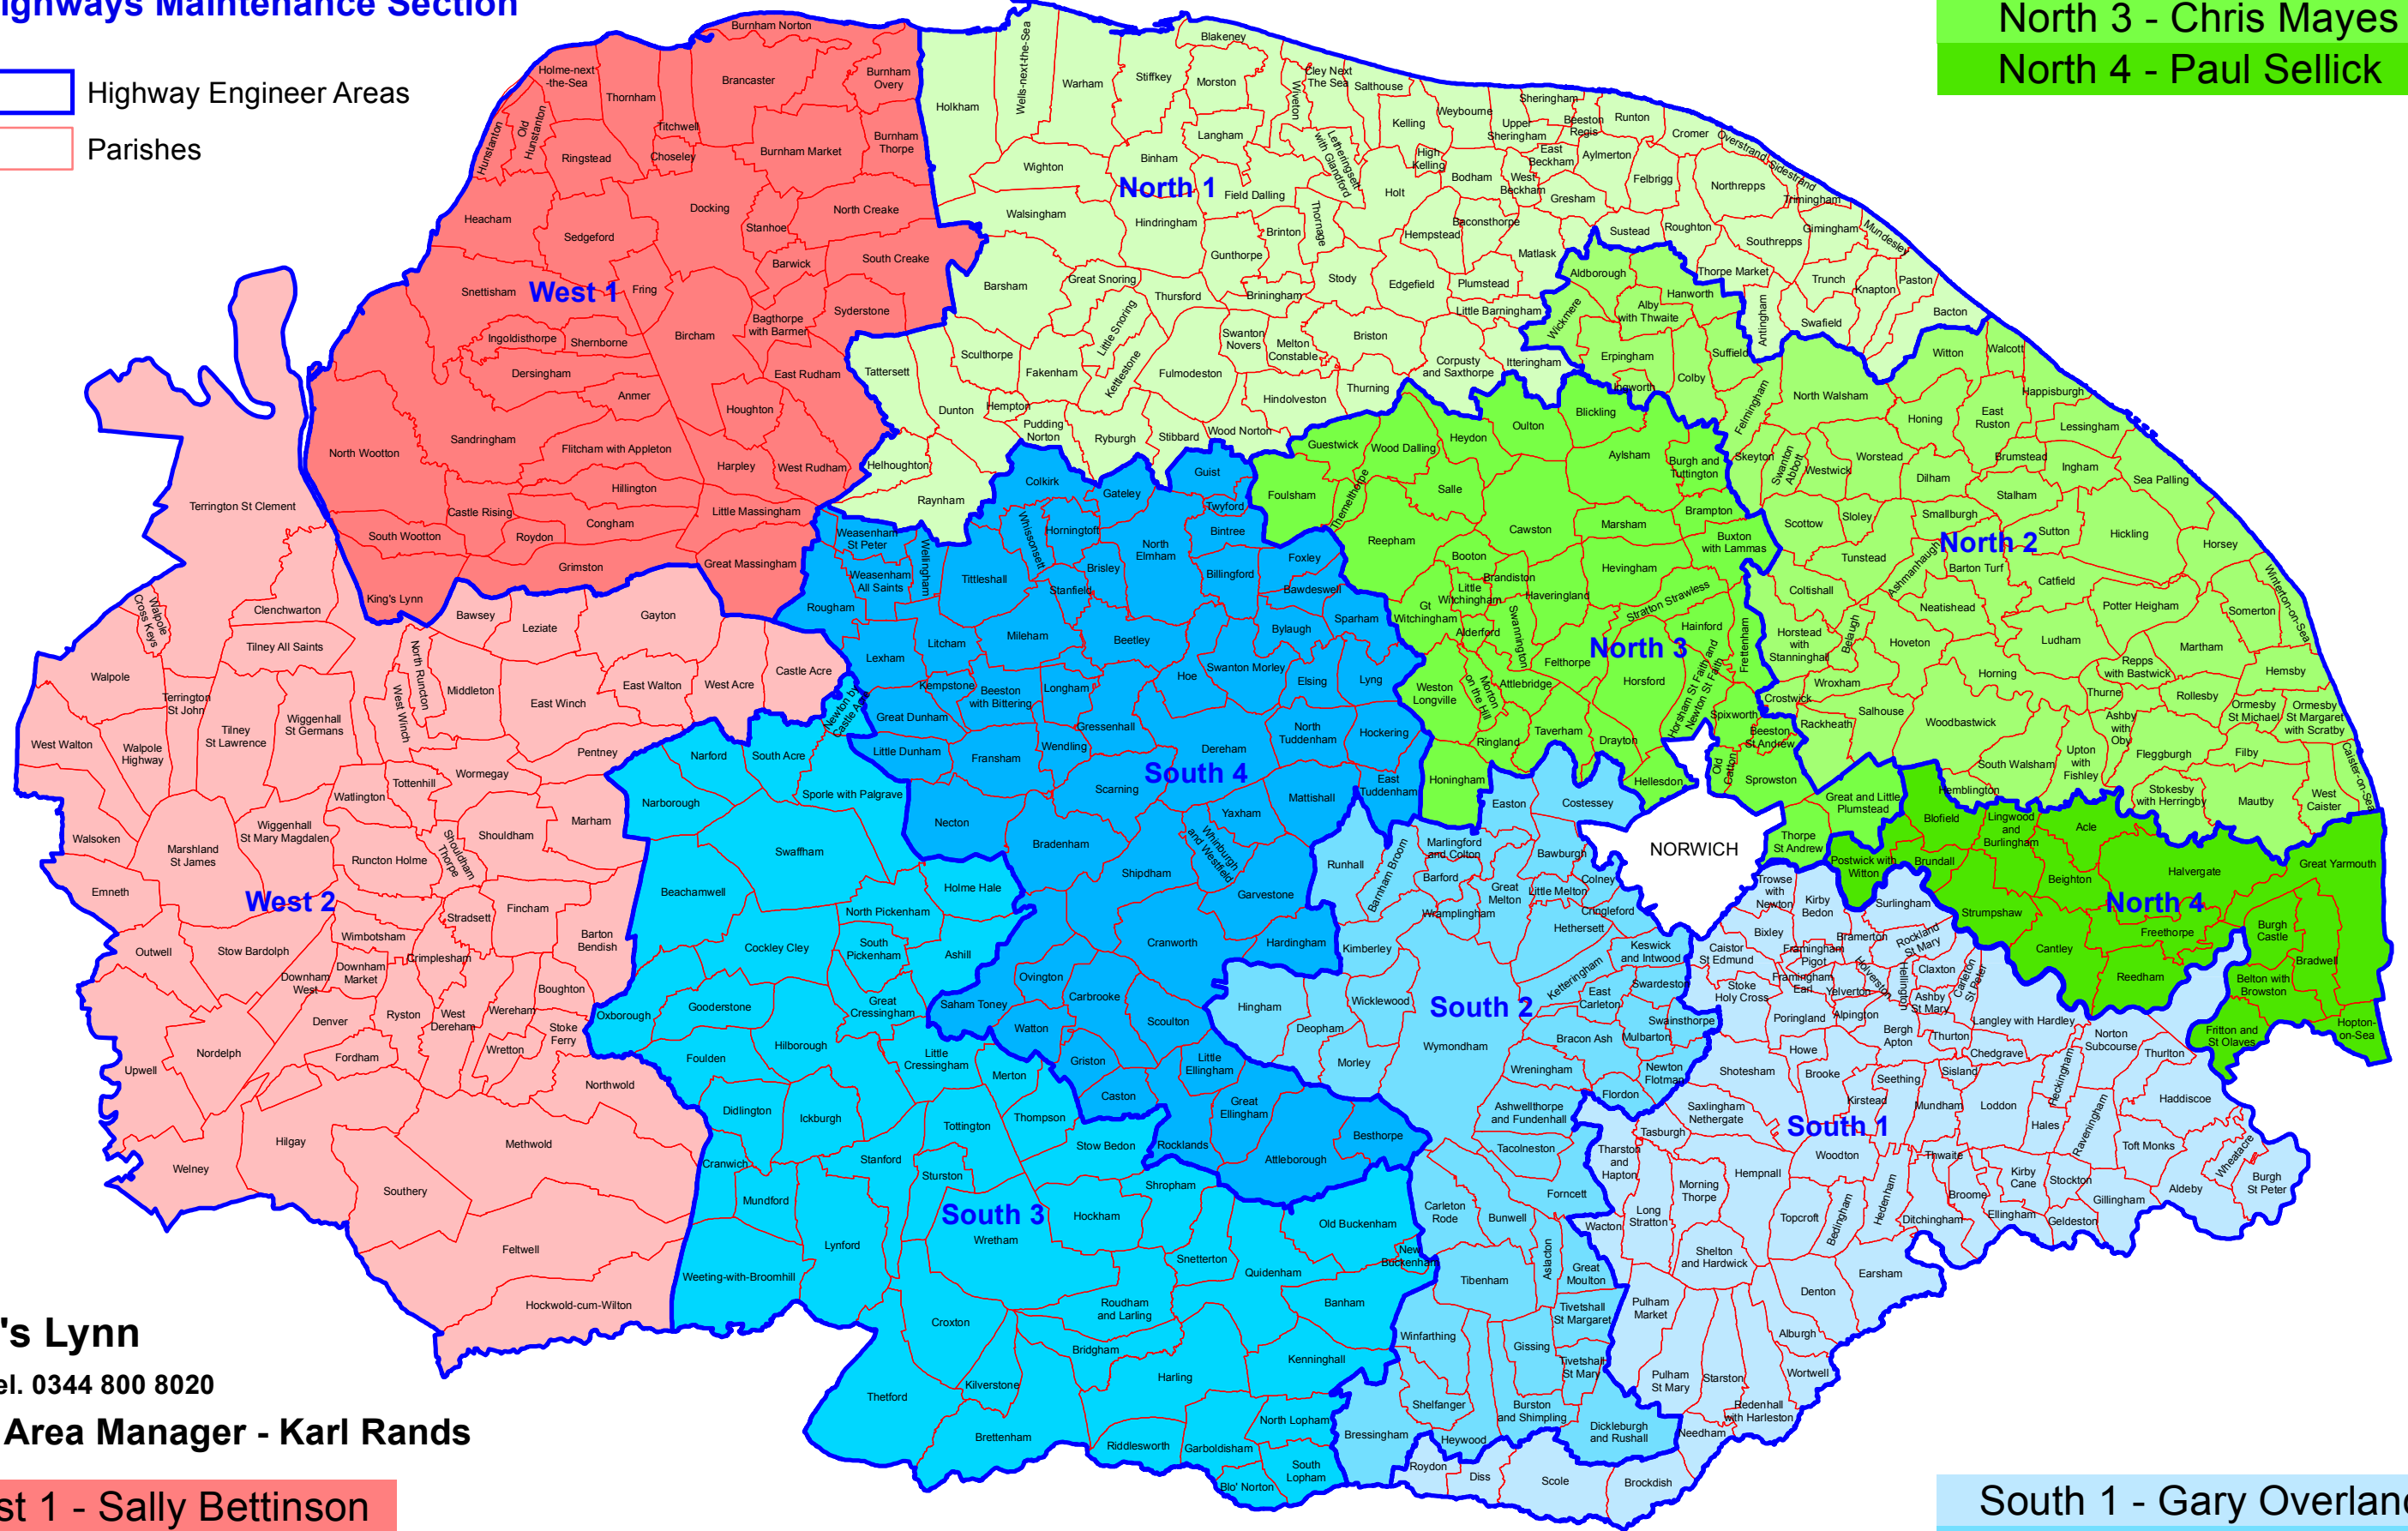 ighways Maintenance Section
Highway Engineer Areas
Parishes
North 3 - Chris Mayes
North 4 - Paul Sellick
West 1
Burnham Norton
Holme-next
-the-Sea
Thornham
Brancaster
Burnham
Overy
Hunstanton
Old
Hunstanton
Titchwell
Ringstead
Choseley
Burnham Market
Burnham
Thorpe
Heacham
Sedgeford
Docking
Stanhoe
North Creake
Barwick
South Creake
Snettisham
Fring
Bircham
Bagthorpe
with Barmer
Syderstone
Ingoldisthorpe
Shernborne
Dersingham
Anmer
East Rudham
Houghton
North Wootton
Sandringham
Flitcham with Appleton
Harpley
West Rudham
Hillington
Castle Rising
Congham
Little Massingham
South Wootton
Roydon
Grimston
Great Massingham
King's Lynn
North 1
Holkham
Wells-next-the-Sea
Warham
Stiffkey
Blakeney
Morston
Wiveton
Cley Next
The Sea
Salthouse
Langham
Letheringsett
with Glandford
Kelling
Weybourne
Sheringham
Upper
Sheringham
Beeston
Regis
Runton
Cromer
Overstrand
Sidestrand
Wighton
Binham
High
Kelling
Bodham
East
Beckham
West
Beckham
Aylmerton
Felbrigg
Northrepps
Trimingham
Walsingham
Hindringham
Field Dalling
Thornage
Holt
Gresham
Baconsthorpe
Hempstead
Sustead
Roughton
Southrepps
Gimingham
Mundesley
Brinton
Gunthorpe
Matlask
Thorpe Market
Trunch
Knapton
Paston
Bacton
Barsham
Great Snoring
Little Snoring
Thursford
Briningham
Stody
Edgefield
Plumstead
Little Barningham
Antingham
Swafield
Sculthorpe
Fakenham
Kettlestone
Fulmodeston
Swanton
Novers
Melton
Constable
Briston
Corpusty
and Saxthorpe
Itteringham
Tattersett
Dunton
Hempton
Pudding
Norton
Ryburgh
Stibbard
Wood Norton
Hindolveston
Thurning
Helhoughton
Raynham
North 2
Aldborough
Hanworth
Wickmere
Alby
with Thwaite
Erpingham
Suffield
Colby
Ingworth
Felmingham
North Walsham
Witton
Walcott
Happisburgh
Honing
East
Ruston
Lessingham
Skeyton
Swanton
Abbott
Westwick
Worstead
Brumstead
Ingham
Dilham
Stalham
Sea Palling
Scottow
Sloley
Smallburgh
Sutton
Hickling
Horsey
Tunstead
Ashmanhaugh
Barton Turf
Catfield
Winterton-on-Sea
Coltishall
Neatishead
Potter Heigham
Somerton
Horstead
with
Stanninghall
Belaugh
Hoveton
Ludham
Repps
with Bastwick
Martham
Hemsby
Wroxham
Horning
Thurne
Rollesby
Crostwick
Rackheath
Salhouse
Woodbastwick
Ashby
with
Oby
Ormesby
St Michael
Ormesby
St Margaret
with Scratby
South Walsham
Upton
with
Fishley
Fleggburgh
Filby
Caister-on-Sea
Hemblington
Stokesby
with Herringby
Mautby
West
Caister
North 3
Guestwick
Wood Dalling
Heydon
Oulton
Blickling
Foulsham
Themelthorpe
Salle
Aylsham
Burgh and
Tuttington
Reepham
Cawston
Marsham
Brampton
Buxton
with Lammas
Booton
Brandiston
Little
Witchingham
Haveringland
Hevingham
Stratton Strawless
Gt
Witchingham
Alderford
Swannington
Hainford
Frettenham
Felthorpe
Horsford
Horsham St Faith and
Newton St Faith
Weston
Longville
Morton
on the Hill
Attlebridge
Spixworth
Beeston
St Andrew
Ringland
Taverham
Drayton
Honingham
Hellesdon
Old
Catton
Sprowston
Great and Little
Plumstead
Thorpe
St Andrew
NORWICH
North 4
Blofield
Lingwood
and
Burlingham
Acle
Postwick with
Witton
Brundall
Beighton
Halvergate
Great Yarmouth
Strumpshaw
Freethorpe
Cantley
Reedham
Burgh
Castle
Bradwell
Belton with
Browston
Fritton and
St Olaves
Hopton-
on-Sea
West 2
Terrington St Clement
Walpole
Cross Keys
Clenchwarton
Bawsey
Leziate
Gayton
Tilney All Saints
North Runcton
Walpole
Terrington
St John
Tilney
St Lawrence
Wiggenhall
St Germans
West Winch
Middleton
East Winch
East Walton
West Acre
Castle Acre
West Walton
Walpole
Highway
Pentney
Tottenhill
Wormegay
Watlington
Walsoken
Marshland
St James
Wiggenhall
St Mary Magdalen
Runcton Holme
Shouldham
Thorpe
Shouldham
Marham
Emneth
Stradsett
Fincham
Barton
Bendish
Outwell
Stow Bardolph
Wimbotsham
Crimplesham
Downham
West
Downham
Market
Boughton
Denver
Ryston
West
Dereham
Wereham
Stoke
Ferry
Nordelph
Fordham
Wretton
Upwell
Northwold
Hilgay
Methwold
Welney
Southery
Feltwell
Hockwold-cum-Wilton
South 4
Colkirk
Gateley
Guist
Twyford
Weasenham
St Peter
Wellingham
Whissonsett
Horningtoft
North
Elmham
Bintree
Foxley
Weasenham
All Saints
Tittleshall
Brisley
Stanfield
Billingford
Bawdeswell
Rougham
Litcham
Mileham
Beetley
Bylaugh
Sparham
Lexham
Kempstone
Beeston
with Bittering
Longham
Hoe
Swanton Morley
Elsing
Lyng
Great Dunham
Gressenhall
North
Tuddenham
Hockering
Little Dunham
Fransham
Wendling
Dereham
Scarning
Mattishall
East
Tuddenham
Necton
Bradenham
Yaxham
Whinburgh
and Westfield
Shipdham
Garvestone
Cranworth
Hardingham
Ovington
Carbrooke
Saham Toney
Watton
Scoulton
Griston
Little
Ellingham
Caston
Great
Ellingham
Rocklands
Besthorpe
Attleborough
South 3
Newton by
Castle Acre
Narford
South Acre
Narborough
Sporle with Palgrave
Swaffham
Beachamwell
Holme Hale
North Pickenham
Cockley Cley
South
Pickenham
Ashill
Oxborough
Gooderstone
Great
Cressingham
Foulden
Hilborough
Little
Cressingham
Merton
Didlington
Ickburgh
Tottington
Thompson
Stow Bedon
Cranwich
Stanford
Sturston
Shropham
Mundford
Hockham
Wretham
Old Buckenham
New
Buckenham
Lynford
Snetterton
Quidenham
Weeting-with-Broomhill
Croxton
Roudham
and Larling
Banham
Bridgham
Kenninghall
Thetford
Kilverstone
Harling
Brettenham
North Lopham
Riddlesworth
Garboldisham
South
Lopham
Blo' Norton
South 2
Easton
Costessey
Runhall
Barnham Broom
Marlingford
and Colton
Bawburgh
Barford
Great
Melton
Little Melton
Colney
Wramplingham
Cringleford
Hethersett
Kimberley
Keswick
and Intwood
Ketteringham
Hingham
Wicklewood
East
Carleton
Swardeston
Deopham
Swainsthorpe
Wymondham
Bracon Ash
Mulbarton
Morley
Wreningham
Newton
Flotman
Flordon
Ashwellthorpe
and Fundenhall
Tacolneston
Forncett
Carleton
Rode
Bunwell
Aslacton
Great
Moulton
Tibenham
Tivetshall
St Margaret
Winfarthing
Gissing
Tivetshall
St Mary
Shelfanger
Burston
and Shimpling
Bressingham
Heywood
Dickleburgh
and Rushall
South 1
Trowse
with
Newton
Kirby
Bedon
Surlingham
Bixley
Bramerton
Rockland
St Mary
Caistor
St Edmund
Framingham
Pigot
Framingham
Earl
Holverston
Hellington
Claxton
Carleton
St Peter
Stoke
Holy Cross
Yelverton
Ashby
St Mary
Poringland
Alpington
Bergh
Apton
Thurton
Langley with Hardley
Norton
Subcourse
Howe
Chedgrave
Thurlton
Shotesham
Brooke
Seething
Sisland
Heckingham
Kirstead
Mundham
Loddon
Haddiscoe
Saxlingham
Nethergate
Tasburgh
Hales
Raveningham
Toft Monks
Wheatacre
Tharston
and
Hapton
Hempnall
Woodton
Thwaite
Kirby
Cane
Stockton
Burgh
St Peter
Morning
Thorpe
Broome
Gillingham
Aldeby
Wacton
Long
Stratton
Topcroft
Bedingham
Hedenham
Ditchingham
Ellingham
Geldeston
Shelton
and Hardwick
Earsham
Denton
Pulham
Market
Alburgh
Pulham
St Mary
Starston
Wortwell
Redenhall
with Harleston
Needham
Roydon
Diss
Scole
Brockdish
's Lynn
el. 0344 800 8020
Area Manager - Karl Rands
st 1 - Sally Bettinson
South 1 - Gary Overlan